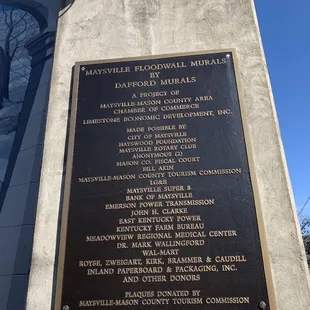 Maysville Floodwall Murals
by
Dafford Murals
A Project of
Maysville-Mason County Area
Chamber of Commerce
Limestone Economic Development, Inc.
Made Possible By
City of Maysville
Hayswood Foundation
Maysville Rotary Club
Anonymous (2)
Mason Co. Fiscal Court
Bill Akin
Maysville-Mason County Tourism Commission
LG&E
Maysville Super 8
Bank of Maysville
Emerson Power Transmission
John H. Clarke
East Kentucky Power
Kentucky Farm Bureau
Meadowview Regional Medical Center
Dr. Mark Wallingford
Wal-Mart
Royse, Zweigart, Kirk, Brammer & Caudill
Inland Paperboard & Packaging, Inc.
and Other Donors
Plaques Donated by
Maysville-Mason County Tourism Commission